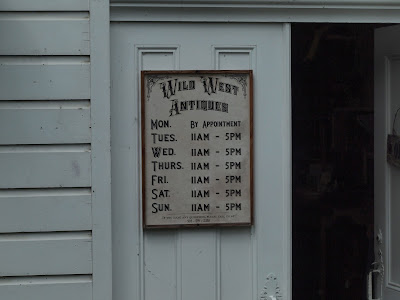 Wild West
Antiques
Mon. By Appointment
Tues. 11AM - 5PM
Wed. 11AM - 5PM
Thurs. 11AM - 5PM
Fri. 11AM - 5PM
Sat. 11AM - 5PM
Sun. 11AM - 5PM